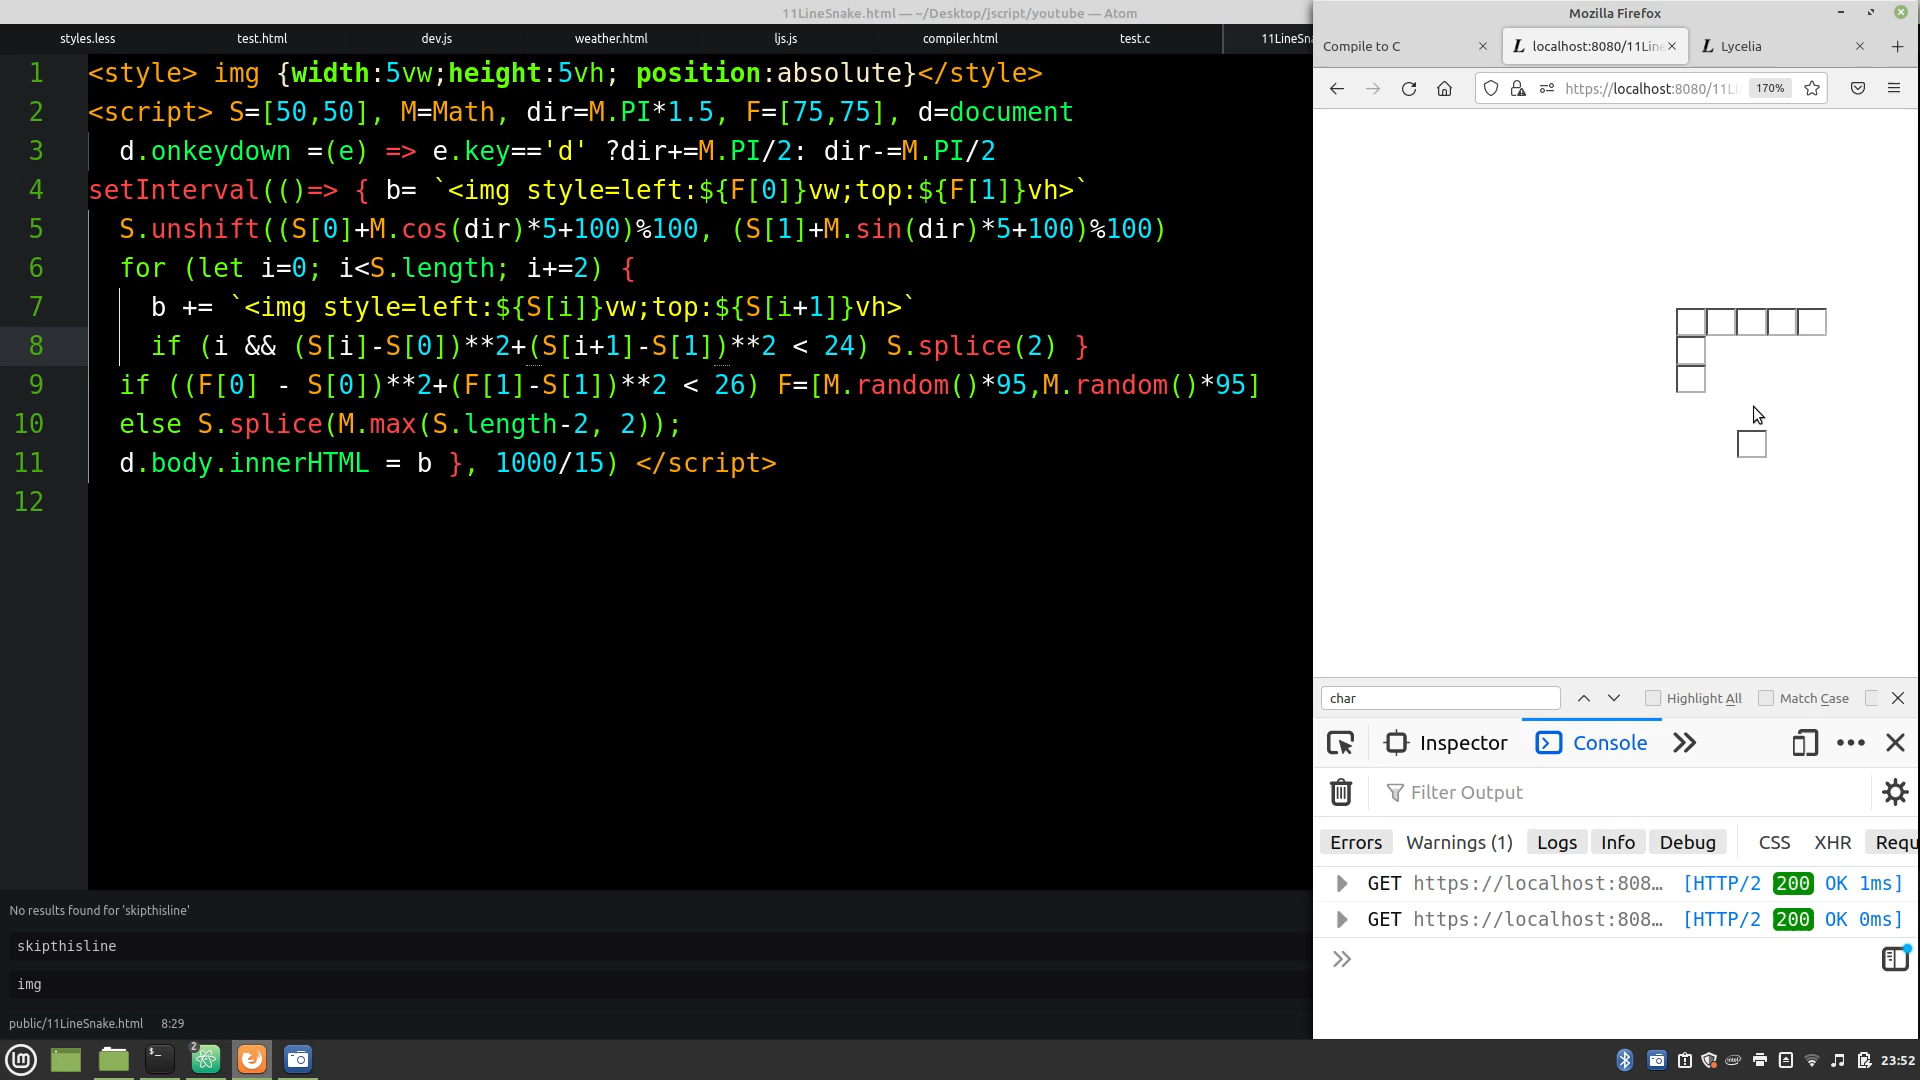 11LineSnake.html — ~/Desktop/jscript/youtube — Atom
styles.less test.html dev.js weather.html ljs.js compiler.html test.c 11LineSna
1 <style> img {width:5vw;height:5vh; position:absolute}</style>
2 <script> S=[50,50], M=Math, dir=M.PI*1.5, F=[75,75], d=document
3 d.onkeydown =(e) => e.key=='d' ?dir+=M.PI/2: dir-=M.PI/2
4 setInterval(()=> { b= `<img style=left:${F[0]}vw;top:${F[1]}vh>`
5 S.unshift((S[0]+M.cos(dir)*5+100)%100, (S[1]+M.sin(dir)*5+100)%100)
6 for (let i=0; i<S.length; i+=2) {
7 b += `<img style=left:${S[i]}vw;top:${S[i+1]}vh>`
8 if (i && (S[i]-S[0])**2+(S[i+1]-S[1])**2 < 24) S.splice(2) }
9 if ((F[0] - S[0])**2+(F[1]-S[1])**2 < 26) F=[M.random()*95,M.random()*95]
10 else S.splice(M.max(S.length-2, 2));
11 d.body.innerHTML = b }, 1000/15) </script>
12
No results found for 'skipthisline'
skipthisline
img
public/11LineSnake.html 8:29
Mozilla Firefox
Compile to C L localhost:8080/11Line L Lycelia
https://localhost:8080/11Li 170%
char Highlight All Match Case
Inspector Console
Filter Output
Errors Warnings (1) Logs Info Debug CSS XHR Requ
GET https://localhost:808… [HTTP/2 200 OK 1ms]
GET https://localhost:808… [HTTP/2 200 OK 0ms]
2
23:52